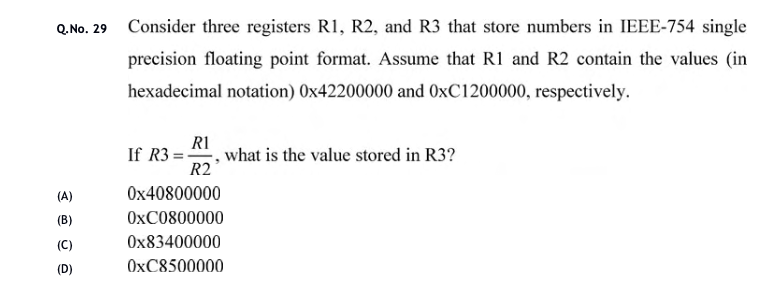 Q.No. 29 Consider three registers R1, R2, and R3 that store numbers in IEEE-754 single
precision floating point format. Assume that R1 and R2 contain the values (in
hexadecimal notation) 0x42200000 and 0xC1200000, respectively.
If R3 = R1/R2, what is the value stored in R3?
(A) 0x40800000
(B) 0xC0800000
(C) 0x83400000
(D) 0xC8500000